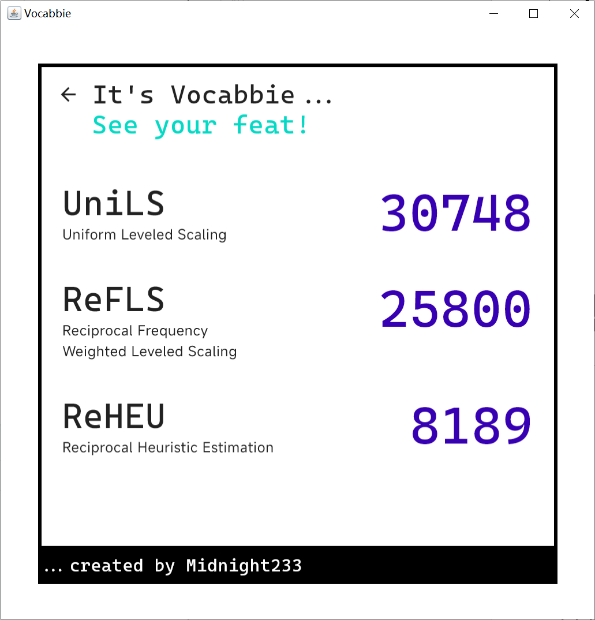 Vocabbie
← It's Vocabbie ...
See your feat!
UniLS
30748
Uniform Leveled Scaling
ReFLS
25800
Reciprocal Frequency
Weighted Leveled Scaling
ReHEU
8189
Reciprocal Heuristic Estimation
... created by Midnight233